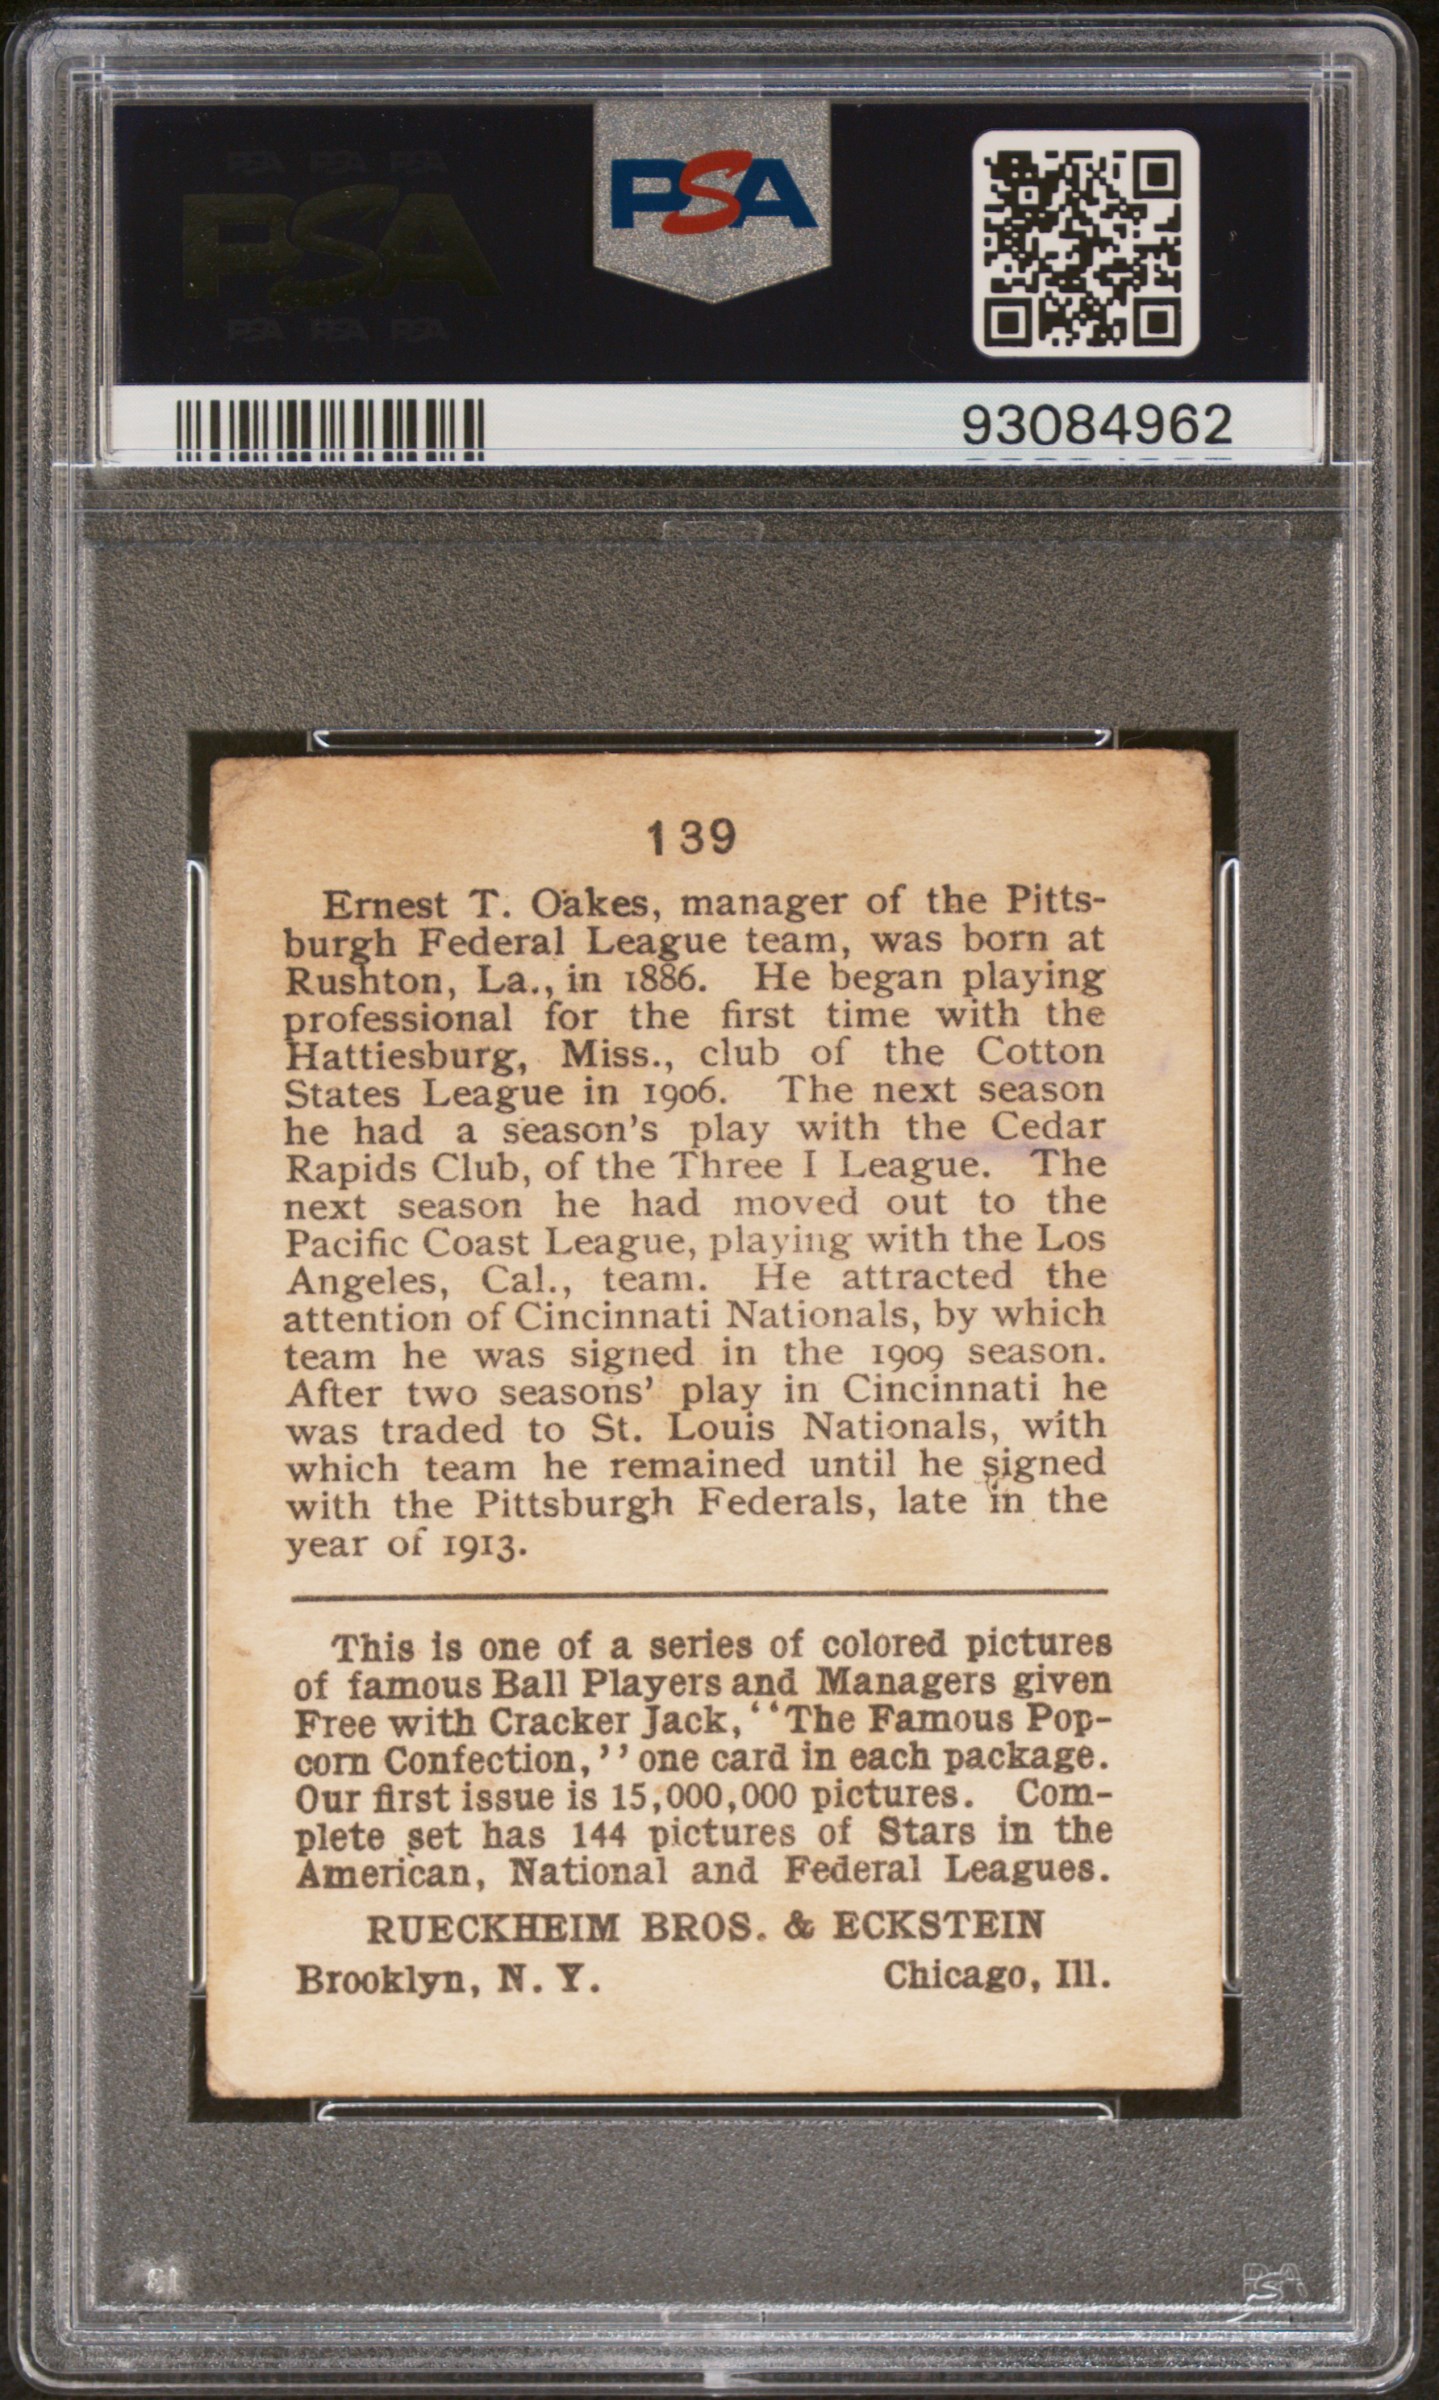 PSA PSA PSA
PSA
PSA PSA PSA
PSA
93084962
139
Ernest T. Oakes, manager of the Pitts-
burgh Federal League team, was born at
Rushton, La., in 1886. He began playing
professional for the first time with the
Hattiesburg, Miss., club of the Cotton
States League in 1906. The next season
he had a season's play with the Cedar
Rapids Club, of the Three I League. The
next season he had moved out to the
Pacific Coast League, playing with the Los
Angeles, Cal., team. He attracted the
attention of Cincinnati Nationals, by which
team he was signed in the 1909 season.
After two seasons' play in Cincinnati he
was traded to St. Louis Nationals, with
which team he remained until he signed
with the Pittsburgh Federals, late in the
year of 1913.
This is one of a series of colored pictures
of famous Ball Players and Managers given
Free with Cracker Jack, ‘‘The Famous Pop-
corn Confection,’’ one card in each package.
Our first issue is 15,000,000 pictures. Com-
plete set has 144 pictures of Stars in the
American, National and Federal Leagues.
RUECKHEIM BROS. & ECKSTEIN
Brooklyn, N. Y. Chicago, Ill.
PSA